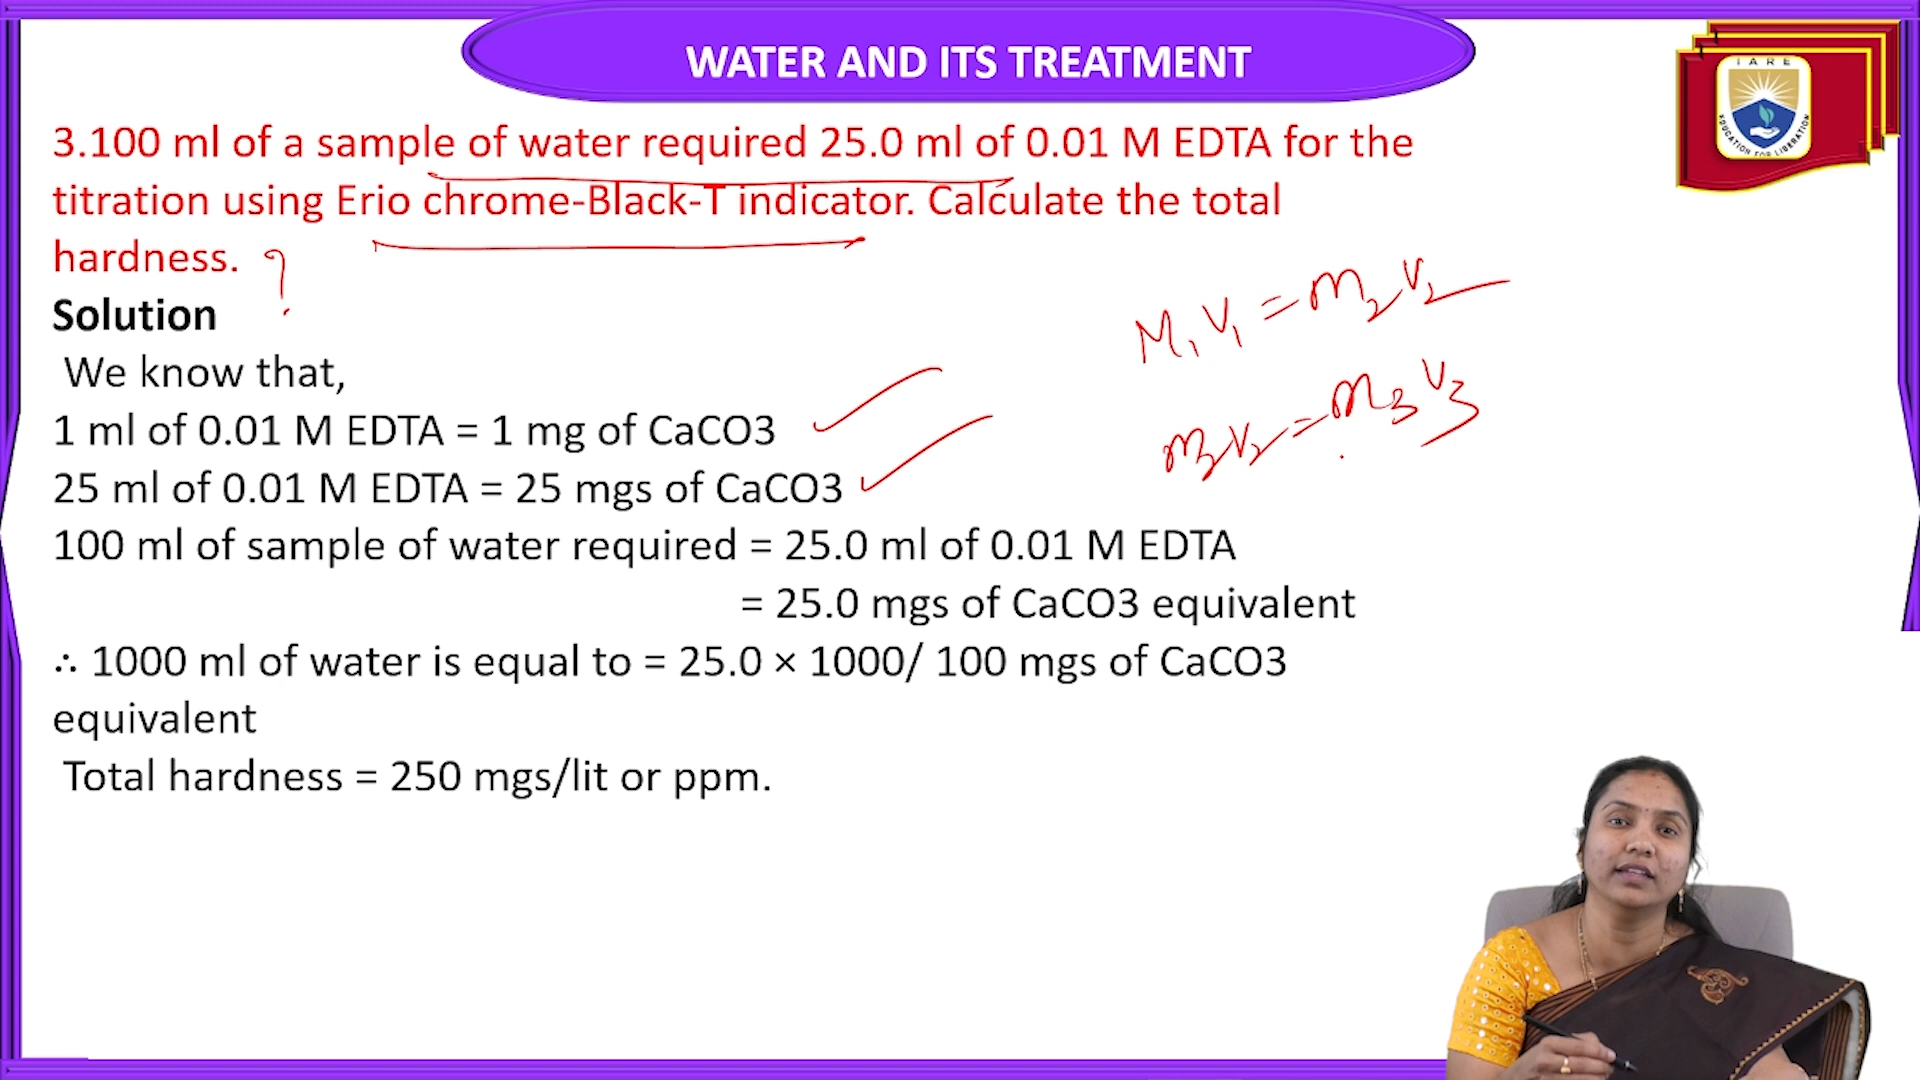 WATER AND ITS TREATMENT
IARE
EDUCATION FOR LIBERATION
3.100 ml of a sample of water required 25.0 ml of 0.01 M EDTA for the
titration using Erio chrome-Black-T indicator. Calculate the total
hardness. ?
Solution
M₁V₁ = M₂V₂
We know that,
M₂V₂ = M₃V₃
1 ml of 0.01 M EDTA = 1 mg of CaCO3
25 ml of 0.01 M EDTA = 25 mgs of CaCO3
100 ml of sample of water required = 25.0 ml of 0.01 M EDTA
= 25.0 mgs of CaCO3 equivalent
∴ 1000 ml of water is equal to = 25.0 × 1000/ 100 mgs of CaCO3
equivalent
Total hardness = 250 mgs/lit or ppm.